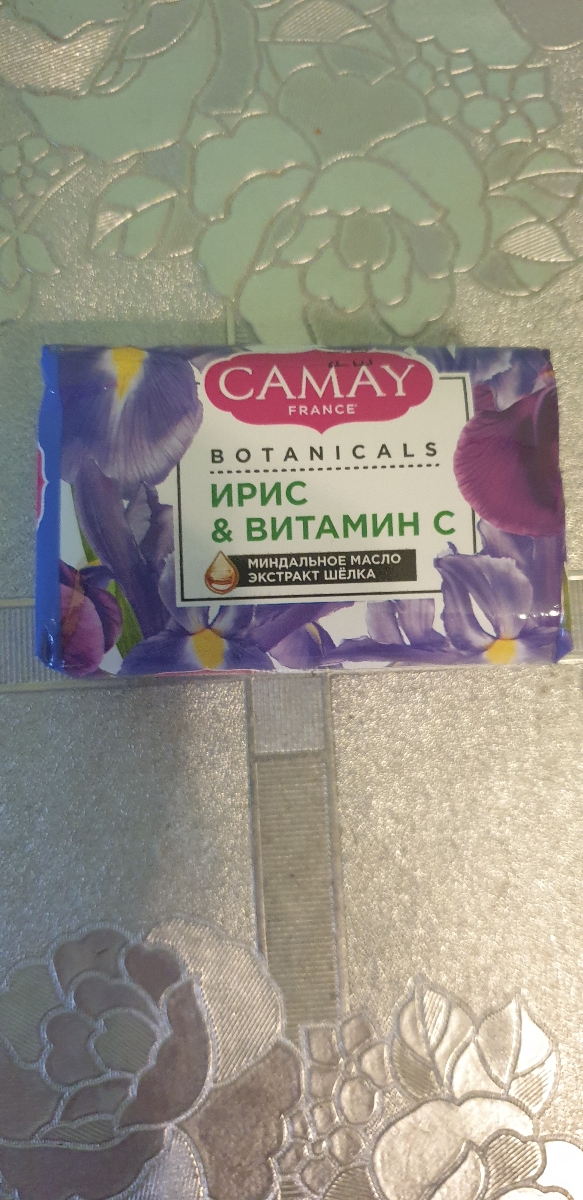 CAMAY
FRANCE
BOTANICALS
ИРИС
& ВИТАМИН С
МИНДАЛЬНОЕ МАСЛО
ЭКСТРАКТ ШЁЛКА